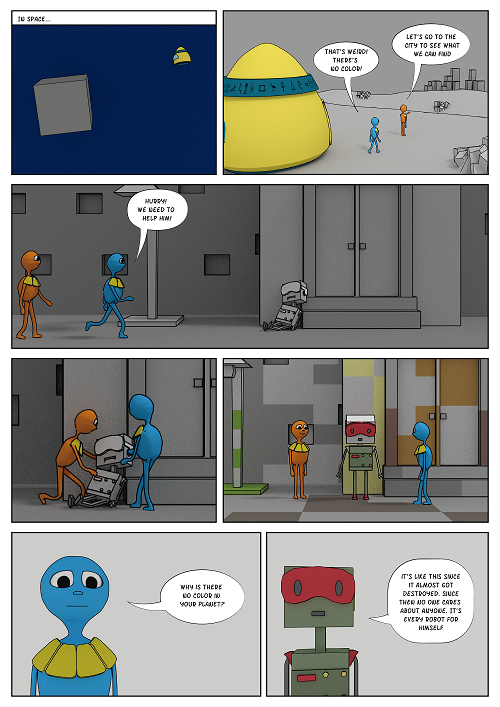 IN SPACE...
THAT'S WEIRD!
THERE'S
NO COLOR!
LET'S GO TO THE
CITY TO SEE WHAT
WE CAN FIND
HURRY!
WE NEED TO
HELP HIM!
WHY IS THERE
NO COLOR IN
YOUR PLANET?
IT'S LIKE THIS SINCE
IT ALMOST GOT
DESTROYED. SINCE
THEN NO ONE CARES
ABOUT ANYONE. IT'S
EVERY ROBOT FOR
HIMSELF